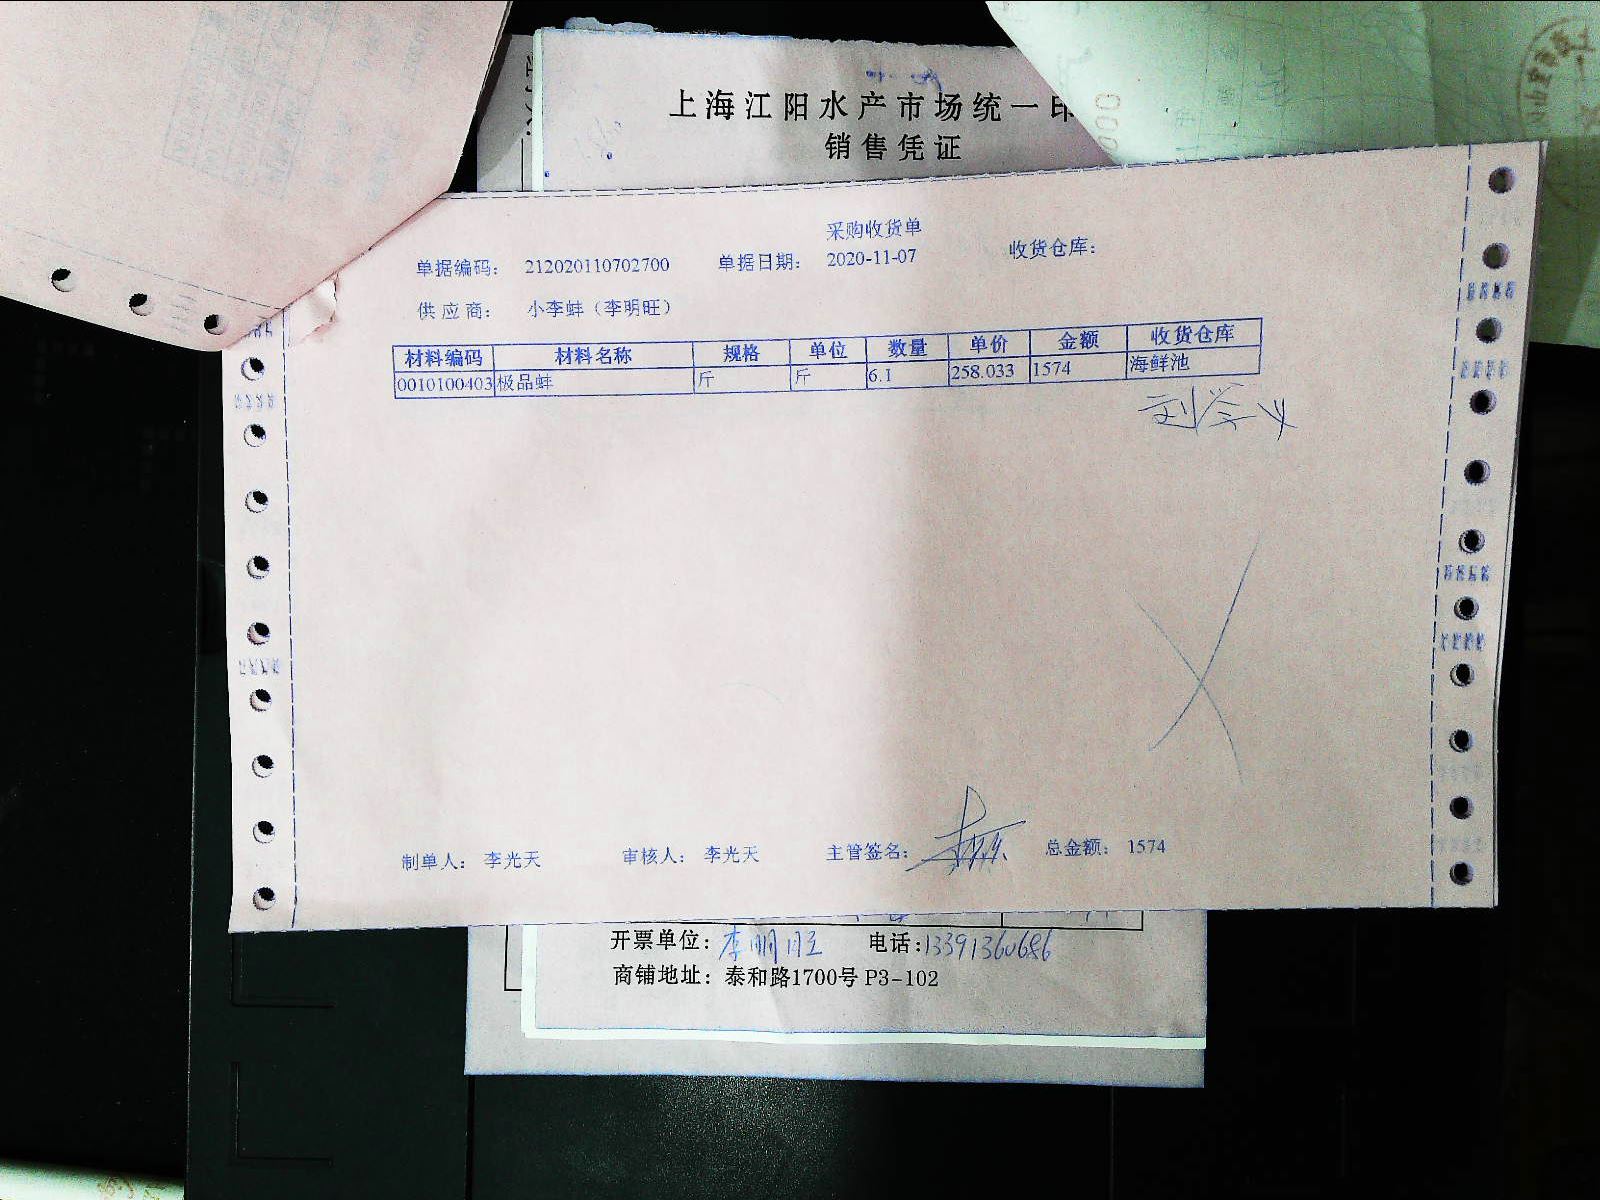 上海江阳水产市场统一印
销售凭证
采购收货单
单据编码: 212020110702700 单据日期: 2020-11-07 收货仓库:
供应商: 小李蚌（李明旺）
材料编码 材料名称 规格 单位 数量 单价 金额 收货仓库
0010100403 极品蚌 斤 斤 6.1 258.033 1574 海鲜池
制单人: 李光天 审核人: 李光天 主管签名: 总金额: 1574
开票单位: 李明旺 电话:13391360686
商铺地址: 泰和路1700号 P3-102